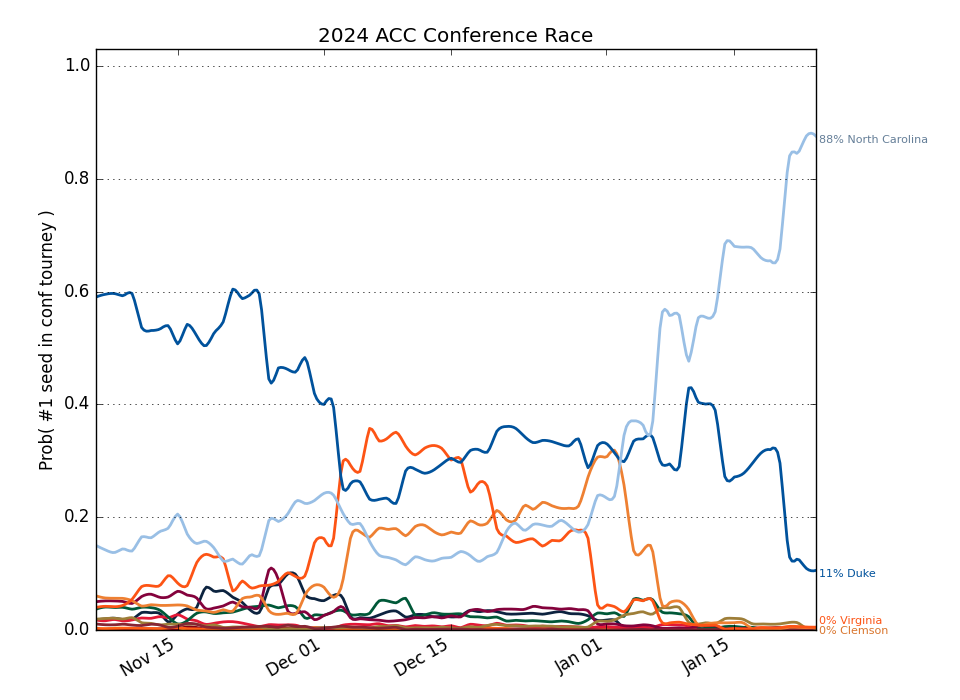 2024 ACC Conference Race
Prob( #1 seed in conf tourney )
1.0
0.8
0.6
0.4
0.2
0.0
Nov 15
Dec 01
Dec 15
Jan 01
Jan 15
88% North Carolina
11% Duke
0% Virginia
0% Clemson